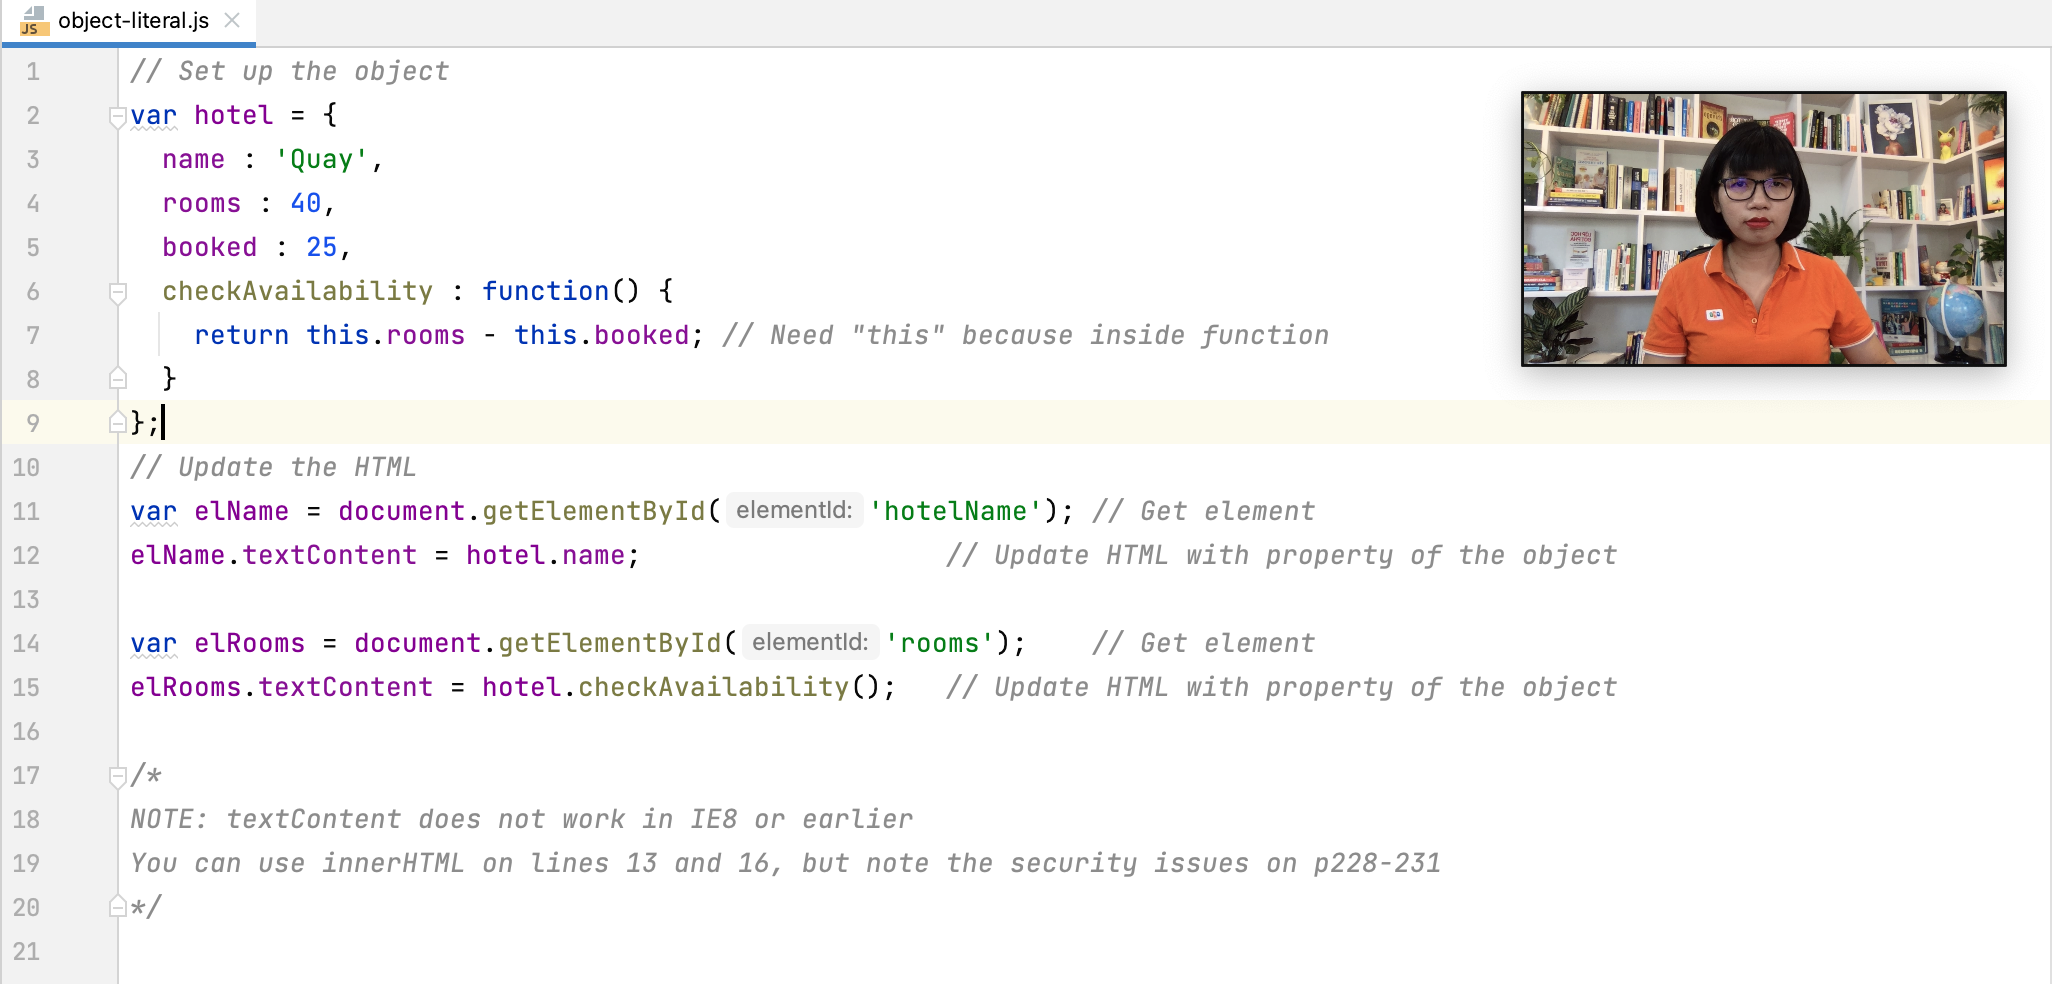 object-literal.js
1 // Set up the object
2 var hotel = {
3 name : 'Quay',
4 rooms : 40,
5 booked : 25,
6 checkAvailability : function() {
7 return this.rooms - this.booked; // Need "this" because inside function
8 }
9 };
10 // Update the HTML
11 var elName = document.getElementById( elementId: 'hotelName'); // Get element
12 elName.textContent = hotel.name; // Update HTML with property of the object
13
14 var elRooms = document.getElementById( elementId: 'rooms'); // Get element
15 elRooms.textContent = hotel.checkAvailability(); // Update HTML with property of the object
16
17 /*
18 NOTE: textContent does not work in IE8 or earlier
19 You can use innerHTML on lines 13 and 16, but note the security issues on p228-231
20 */
21
JS